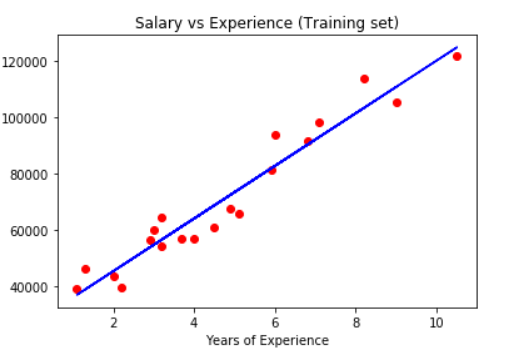 Salary vs Experience (Training set)
120000
100000
80000
60000
40000
2 4 6 8 10
Years of Experience